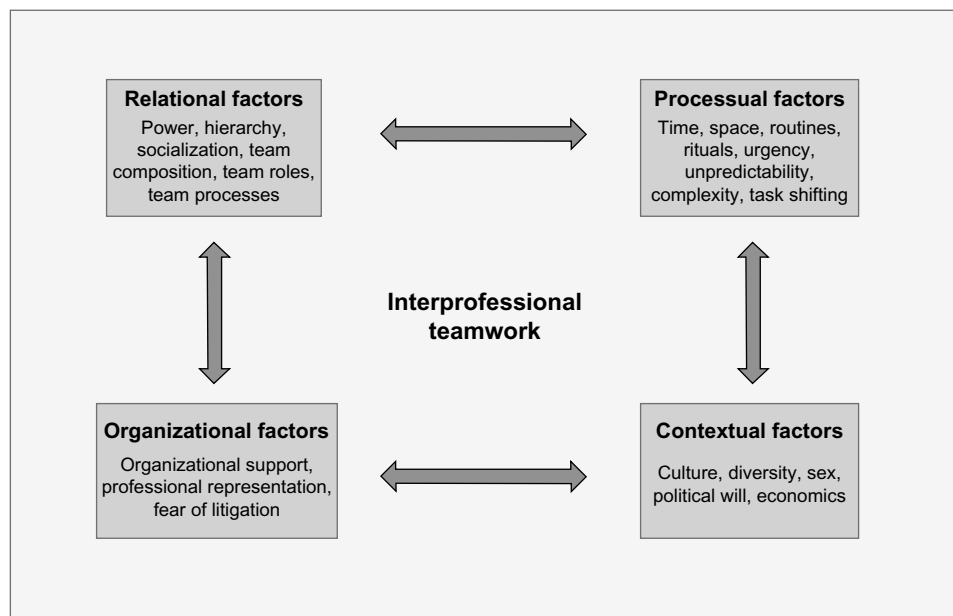 Relational factors
Power, hierarchy,
socialization, team
composition, team roles,
team processes
Processual factors
Time, space, routines,
rituals, urgency,
unpredictability,
complexity, task shifting
Interprofessional
teamwork
Organizational factors
Organizational support,
professional representation,
fear of litigation
Contextual factors
Culture, diversity, sex,
political will, economics